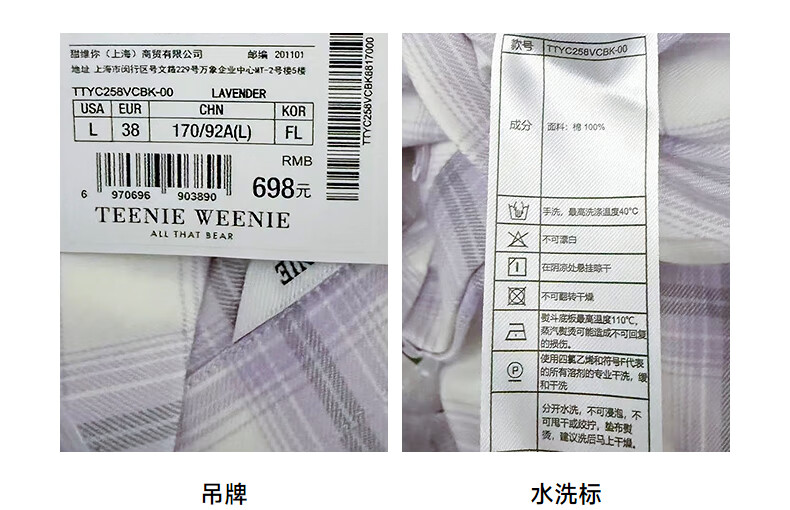 甜维你（上海）商贸有限公司 邮编 201101
地址 上海市闵行区号文路229号万象企业中心MT-2号楼5楼
TTYC258VCBK-00 LAVENDER
USA EUR CHN KOR
L 38 170/92A(L) FL
RMB
698元
6 970696 903890
TEENIE WEENIE
ALL THAT BEAR
TTYC258VCBK8817000
NIE
款号 TTYC258VCBK-00
成分 面料：棉 100%
手洗，最高洗涤温度40°C
不可漂白
在阴凉处悬挂晾干
不可翻转干燥
熨斗底板最高温度110℃，
蒸汽熨烫可能造成不可回复
的损伤。
P
使用四氯乙烯和符号F代表
的所有溶剂的专业干洗，缓
和干洗
分开水洗，不可浸泡，不
可甩干或绞拧，垫布熨
烫，建议洗后马上干燥。
吊牌
水洗标